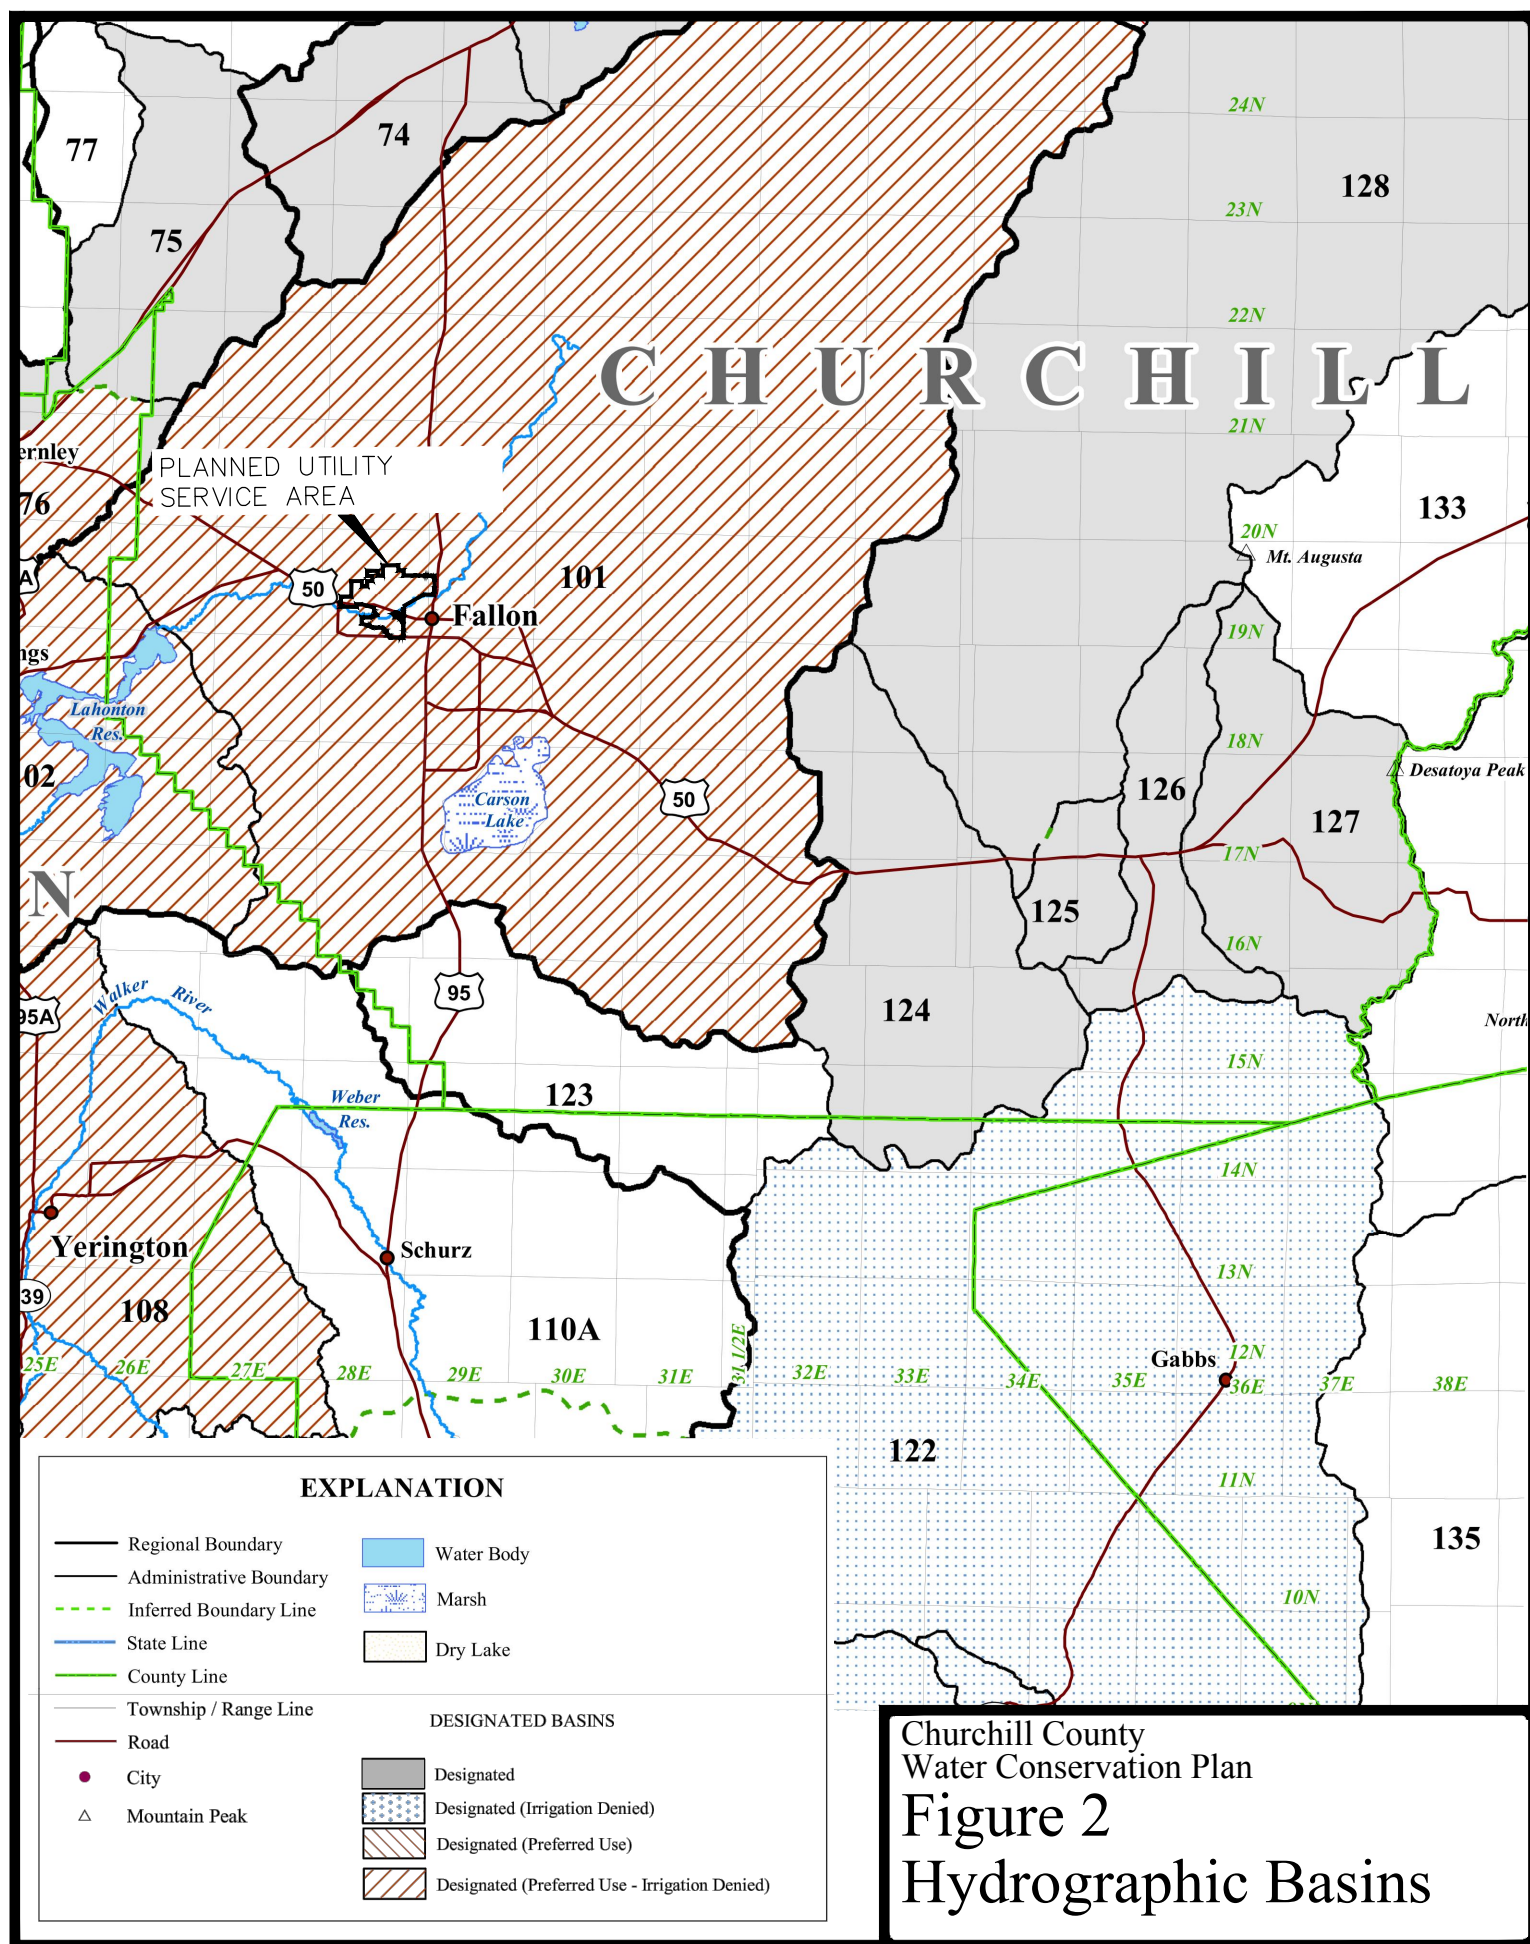 24N
77
74
128
23N
75
22N
CHURCHILL
21N
ernley
PLANNED UTILITY
SERVICE AREA
76
133
20N
Mt. Augusta
A
50
101
Fallon
19N
ngs
Lahonton
Res.
18N
02
Desatoya Peak
126
Carson
Lake
50
127
17N
N
125
16N
95
Walker
River
95A
124
North
15N
Weber
Res.
123
14N
Yerington
Schurz
13N
39
108
110A
31 1/2E
12N
Gabbs
25E
26E
27E
28E
29E
30E
31E
32E
33E
34E
35E
36E
37E
38E
122
11N
135
10N
EXPLANATION
Regional Boundary
Administrative Boundary
Inferred Boundary Line
State Line
County Line
Township / Range Line
Road
City
Mountain Peak
Water Body
Marsh
Dry Lake
DESIGNATED BASINS
Designated
Designated (Irrigation Denied)
Designated (Preferred Use)
Designated (Preferred Use - Irrigation Denied)
Churchill County
Water Conservation Plan
Figure 2
Hydrographic Basins